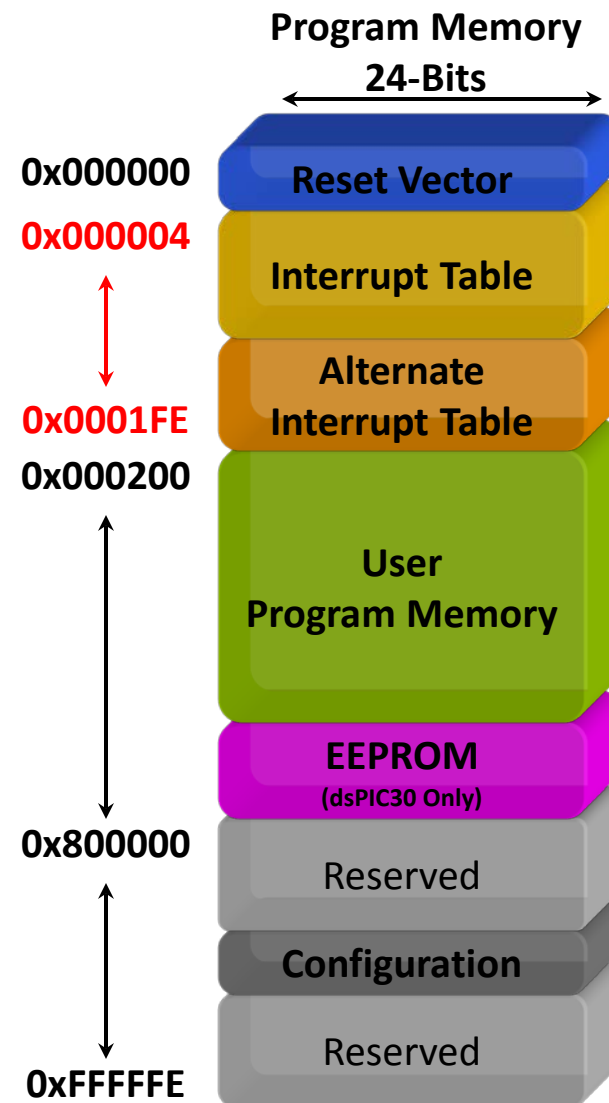 Program Memory
24-Bits
0x000000
Reset Vector
0x000004
Interrupt Table
Alternate
0x0001FE
Interrupt Table
0x000200
User
Program Memory
EEPROM
(dsPIC30 Only)
0x800000
Reserved
Configuration
Reserved
0xFFFFFE